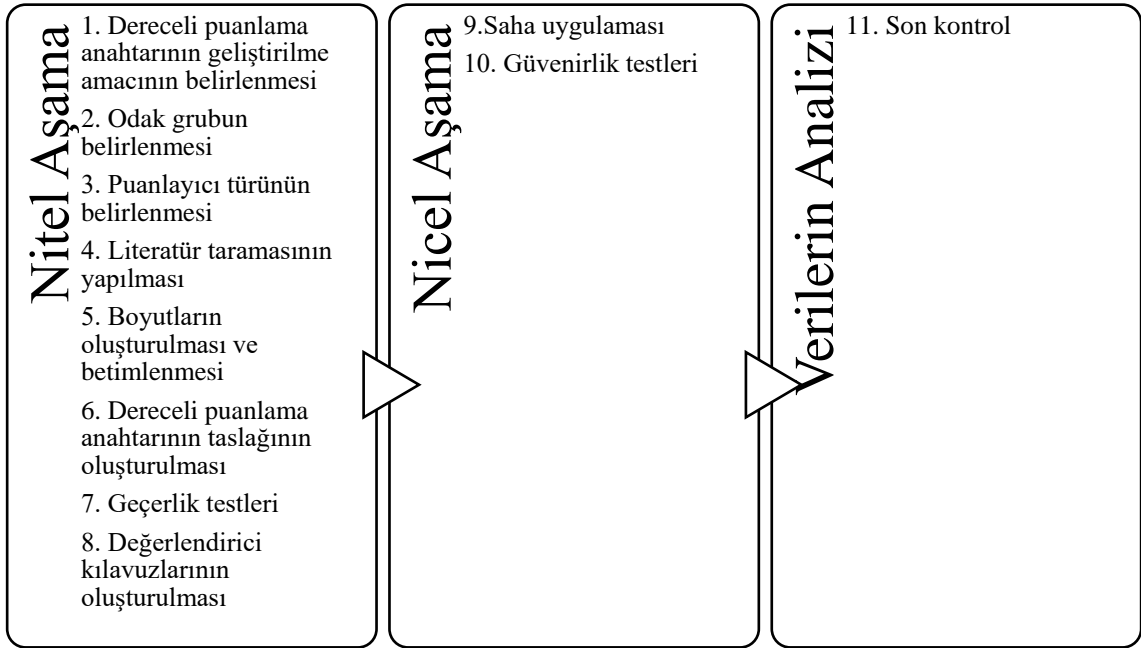 Nitel Aşama
1. Dereceli puanlama
anahtarının geliştirilme
amacının belirlenmesi
2. Odak grubun
belirlenmesi
3. Puanlayıcı türünün
belirlenmesi
4. Literatür taramasının
yapılması
5. Boyutların
oluşturulması ve
betimlenmesi
6. Dereceli puanlama
anahtarının taslağının
oluşturulması
7. Geçerlik testleri
8. Değerlendirici
kılavuzlarının
oluşturulması
Nicel Aşama
9.Saha uygulaması
10. Güvenirlik testleri
Verilerin Analizi
11. Son kontrol